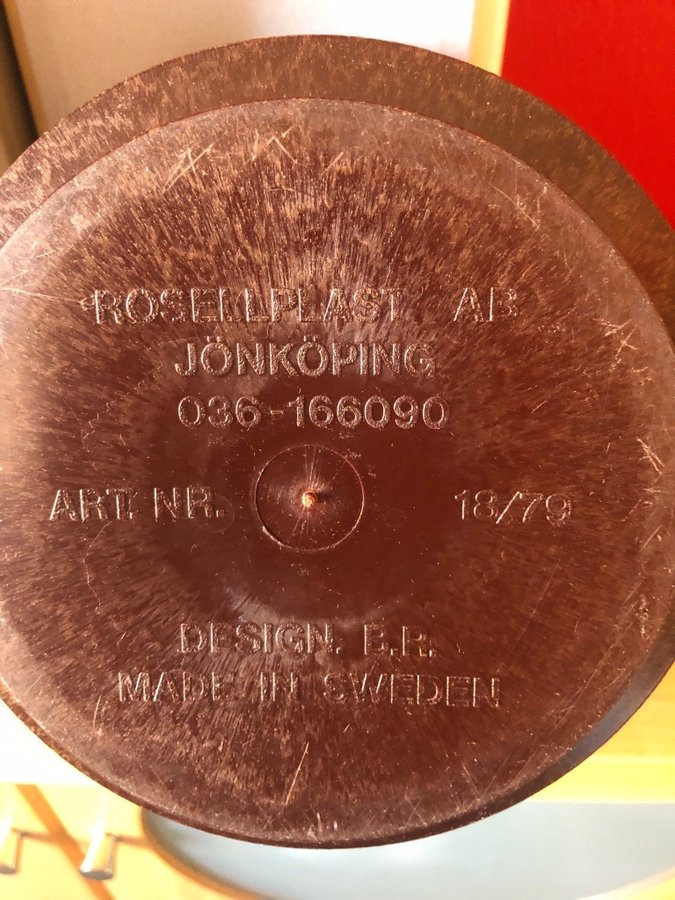 ROSELLPLAST AB
JÖNKÖPING
036-166090
ART. NR. 18/79
DESIGN. E.R.
MADE IN SWEDEN